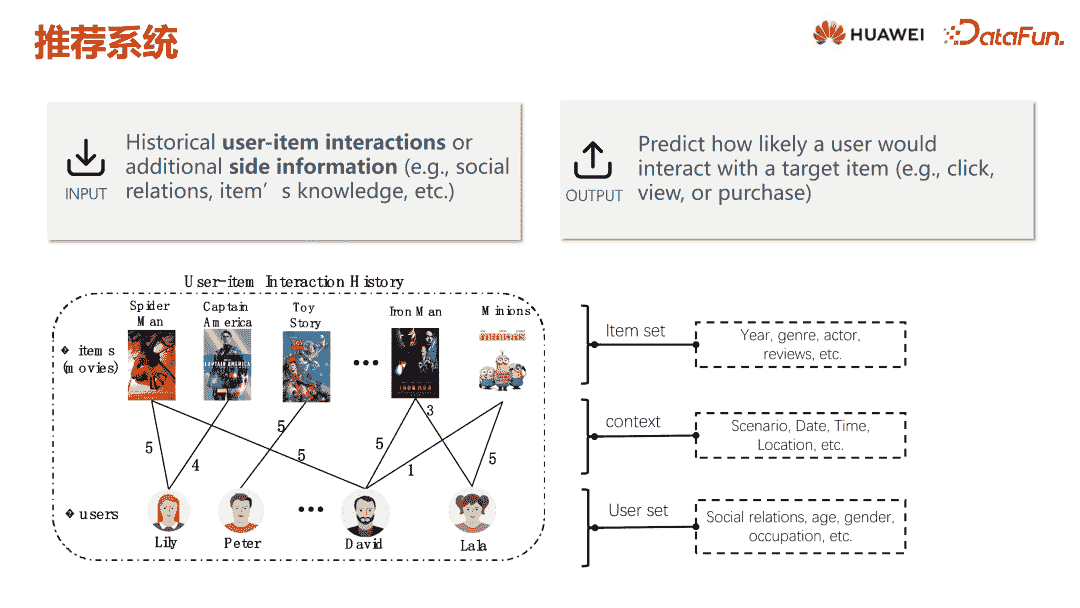 推荐系统
HUAWEI
DataFun.
Historical user-item interactions or
additional side information (e.g., social
relations, item’s knowledge, etc.)
INPUT
Predict how likely a user would
interact with a target item (e.g., click,
view, or purchase)
OUTPUT
User-item Interaction History
Spider
Man
Captain
America
Toy
Story
Iron Man
Minions
items
(movies)
•••
CAPTAIN AMERICA
IRON MAN
5
4
5
5
5
3
1
5
users
•••
Lily
Peter
David
Lala
Item set
Year, genre, actor,
reviews, etc.
context
Scenario, Date, Time,
Location, etc.
User set
Social relations, age, gender,
occupation, etc.